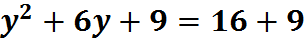 y² + 6y + 9 = 16 + 9